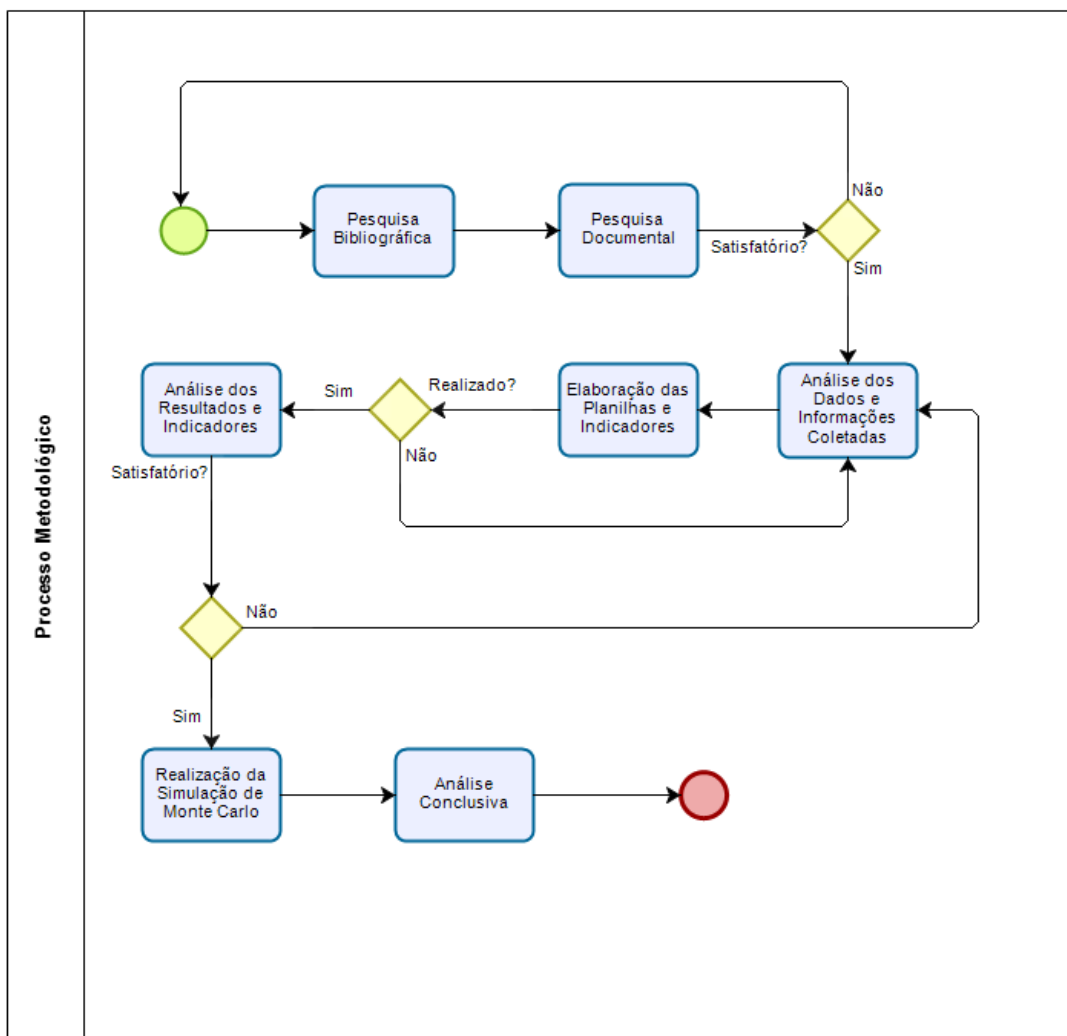 Processo Metodológico
Não
Pesquisa
Bibliográfica
Pesquisa
Documental
Satisfatório?
Sim
Análise dos
Resultados e
Indicadores
Sim
Realizado?
Não
Elaboração das
Planilhas e
Indicadores
Análise dos
Dados e
Informações
Coletadas
Satisfatório?
Não
Sim
Realização da
Simulação de
Monte Carlo
Análise
Conclusiva